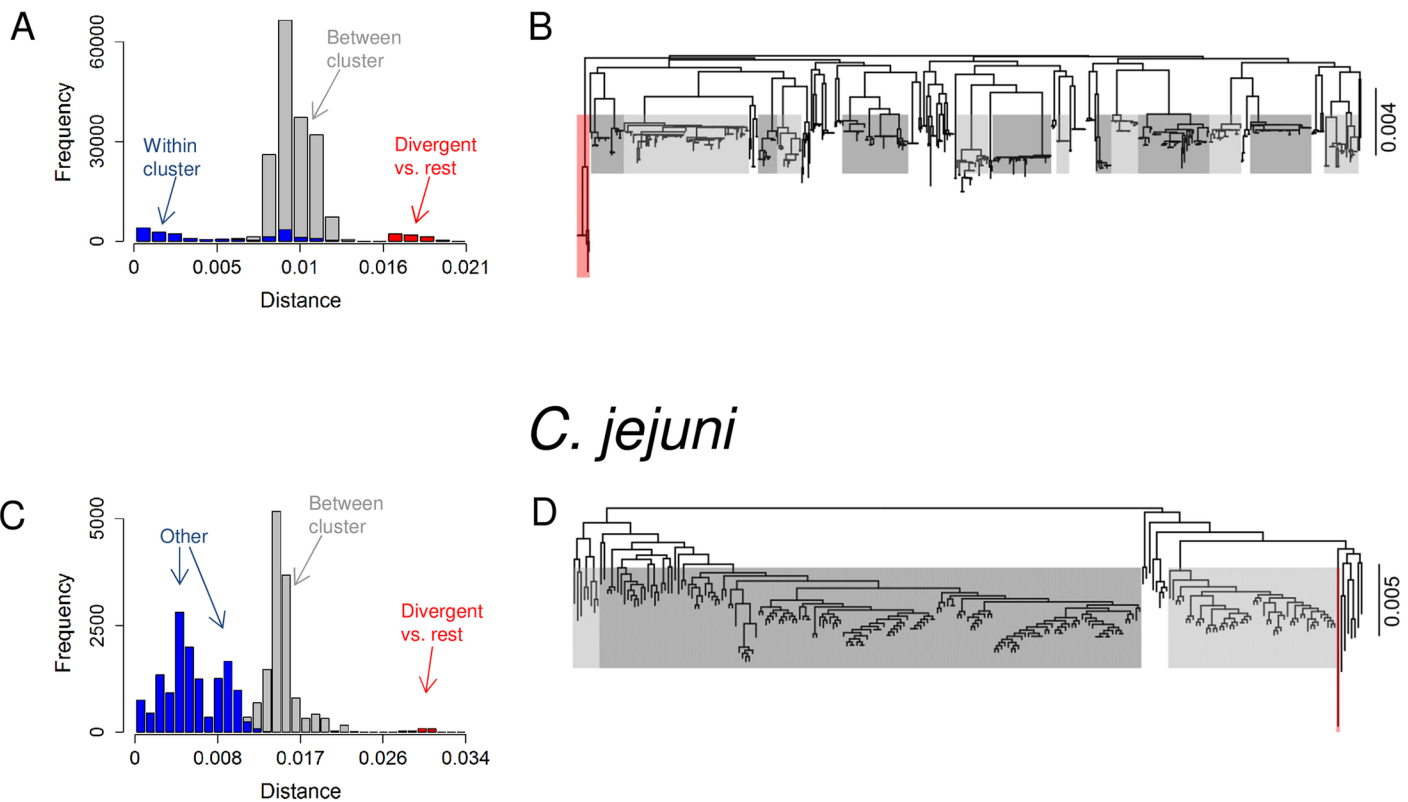 A
B
60000
30000
0
Frequency
Between
cluster
Within
cluster
Divergent
vs. rest
0 0.005 0.01 0.016 0.021
Distance
0.004
C. jejuni
C
D
5000
2500
0
Frequency
Between
cluster
Other
Divergent
vs. rest
0 0.008 0.017 0.026 0.034
Distance
0.005